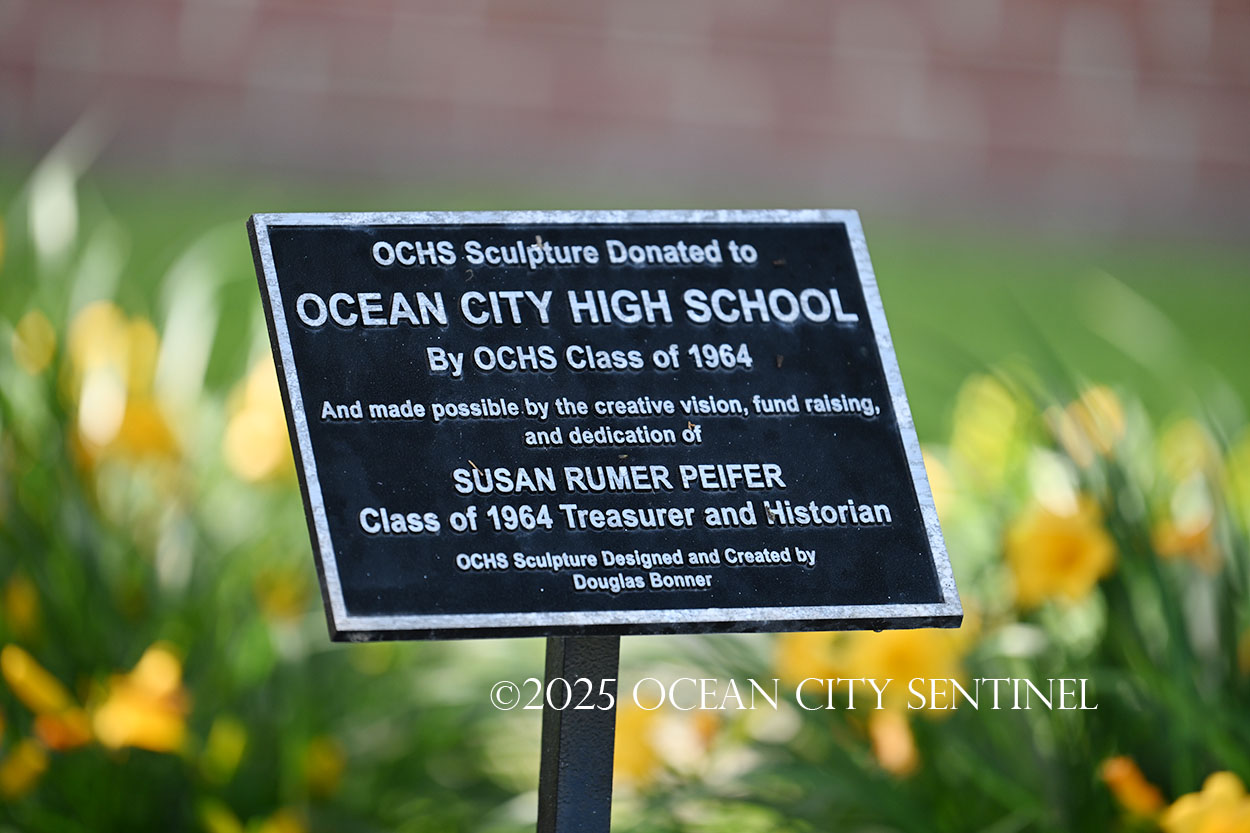 OCHS Sculpture Donated to
OCEAN CITY HIGH SCHOOL
By OCHS Class of 1964
And made possible by the creative vision, fund raising,
and dedication of
SUSAN RUMER PEIFER
Class of 1964 Treasurer and Historian
OCHS Sculpture Designed and Created by
Douglas Bonner
©2025 OCEAN CITY SENTINEL